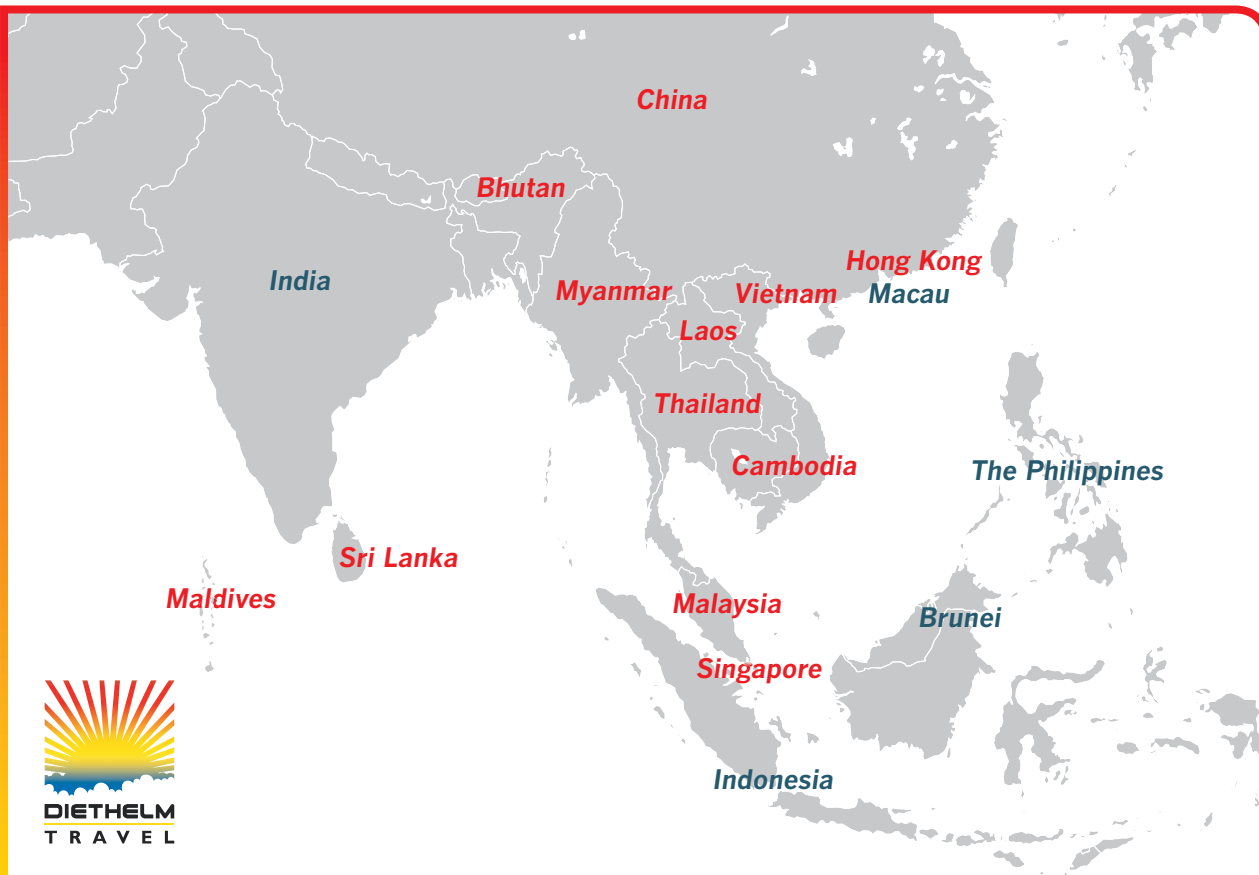 China
Bhutan
Hong Kong
India
Myanmar
Vietnam
Macau
Laos
Thailand
Cambodia
The Philippines
Sri Lanka
Maldives
Malaysia
Brunei
Singapore
Indonesia
DIETHELM
TRAVEL